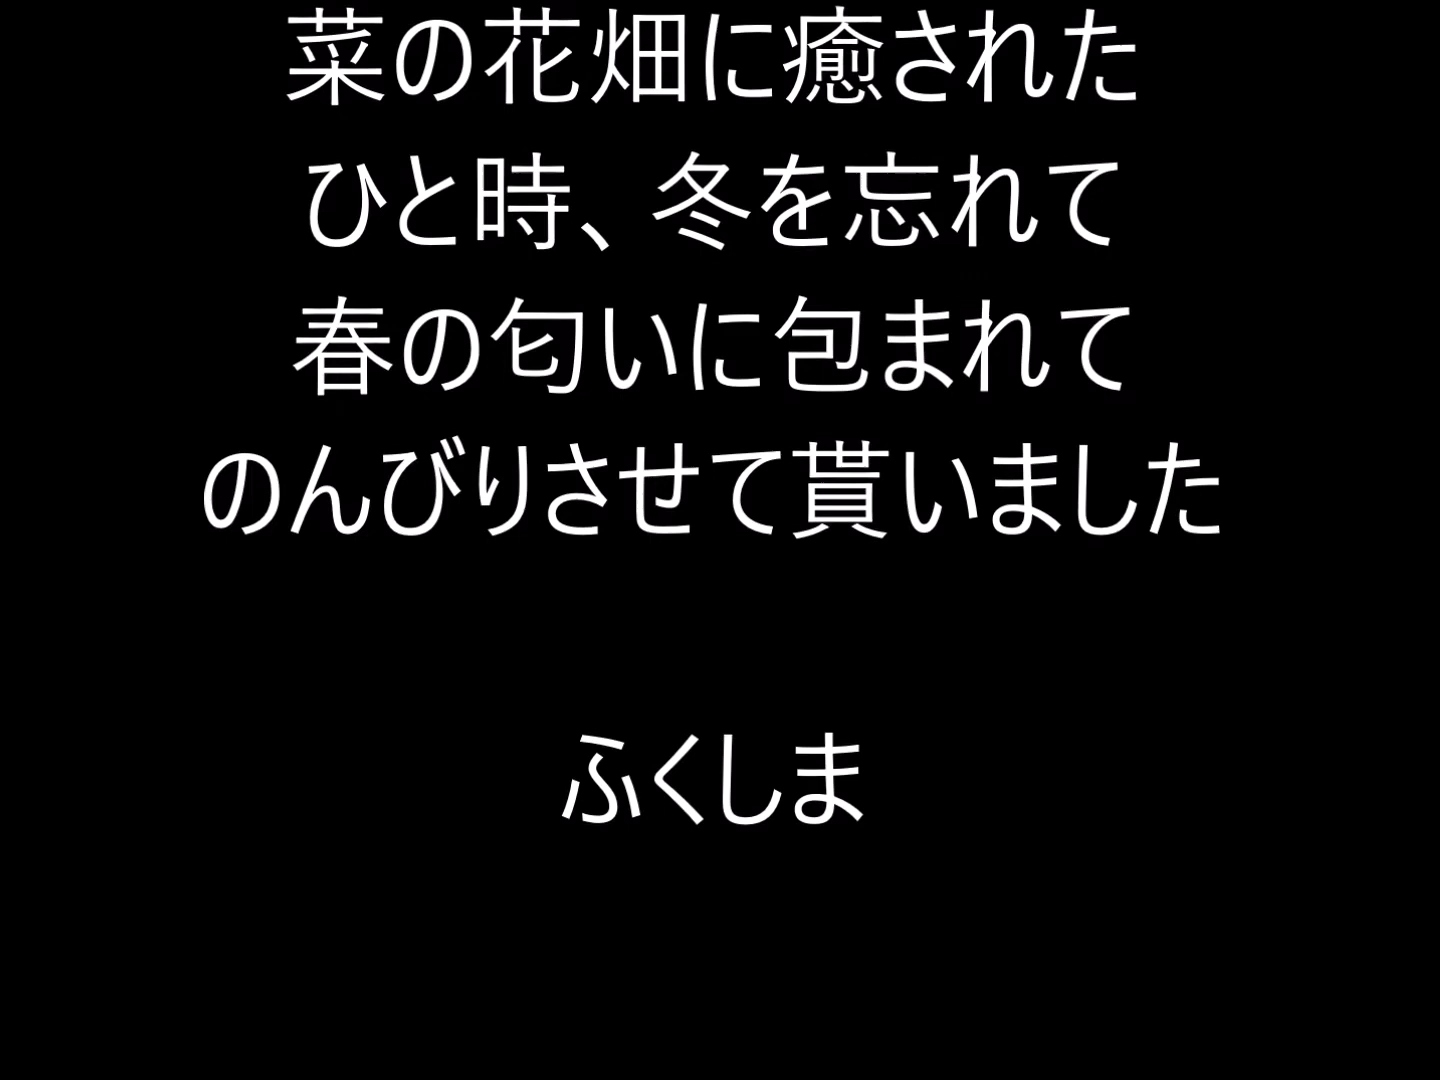 菜の花畑に癒された
ひと時、冬を忘れて
春の匂いに包まれて
のんびりさせて貰いました
ふくしま